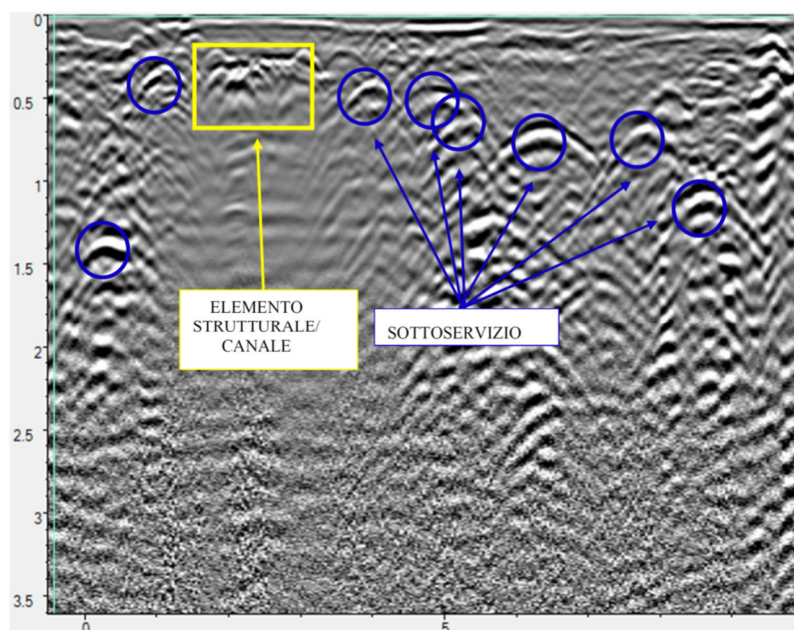 0
0.5
1
1.5
2
2.5
3
3.5
ELEMENTO
STRUTTURALE/
CANALE
SOTTOSERVIZIO
0
5